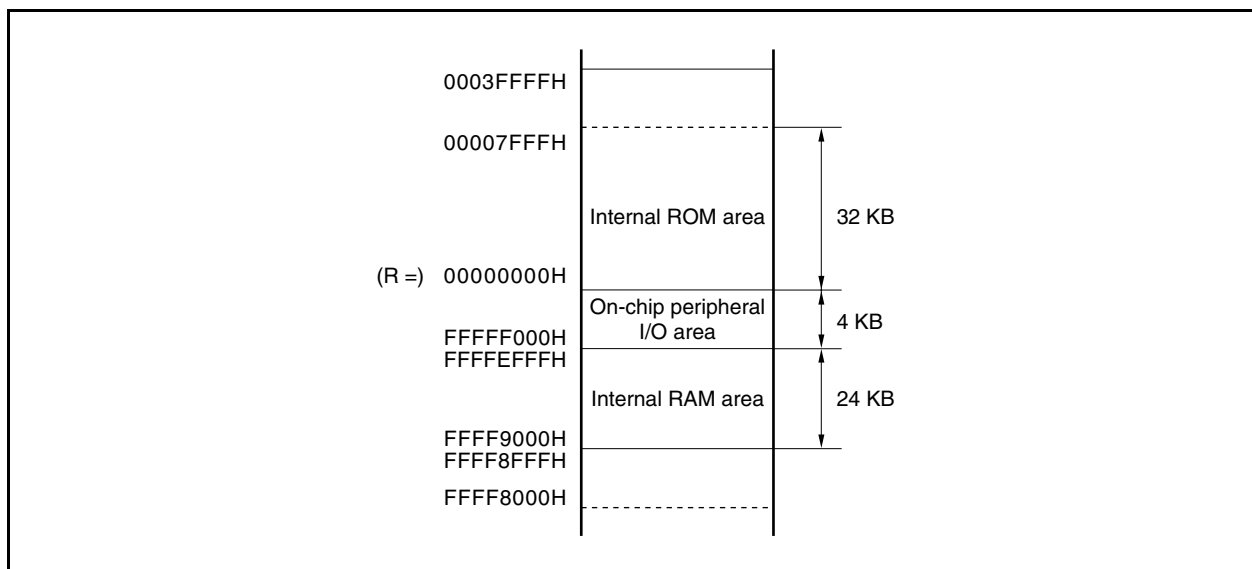 0003FFFFH
00007FFFH
Internal ROM area
32 KB
(R =) 00000000H
On-chip peripheral
I/O area
4 KB
FFFFF000H
FFFFEFFFH
Internal RAM area
24 KB
FFFF9000H
FFFF8FFFH
FFFF8000H